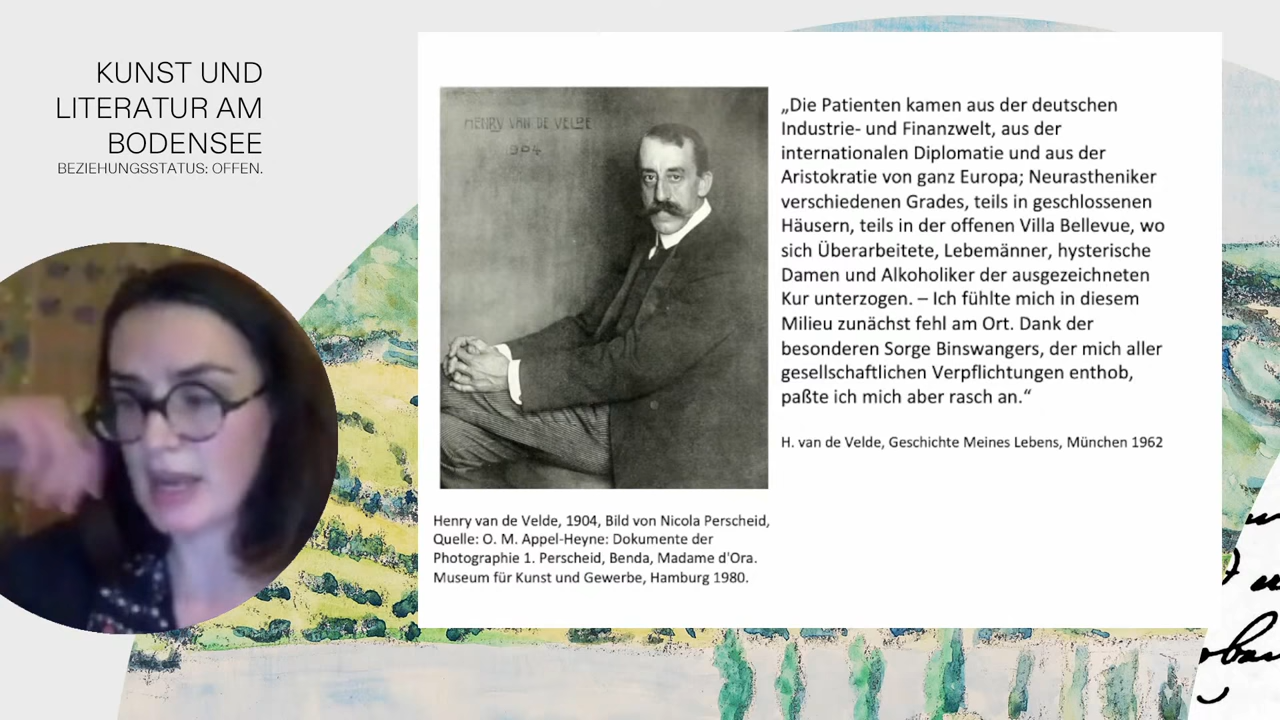 KUNST UND
LITERATUR AM
BODENSEE
BEZIEHUNGSSTATUS: OFFEN.
HENRY VAN DE VELDE
1904
„Die Patienten kamen aus der deutschen
Industrie- und Finanzwelt, aus der
internationalen Diplomatie und aus der
Aristokratie von ganz Europa; Neurastheniker
verschiedenen Grades, teils in geschlossenen
Häusern, teils in der offenen Villa Bellevue, wo
sich Überarbeitete, Lebemänner, hysterische
Damen und Alkoholiker der ausgezeichneten
Kur unterzogen. – Ich fühlte mich in diesem
Milieu zunächst fehl am Ort. Dank der
besonderen Sorge Binswangers, der mich aller
gesellschaftlichen Verpflichtungen enthob,
paßte ich mich aber rasch an.“
H. van de Velde, Geschichte Meines Lebens, München 1962
Henry van de Velde, 1904, Bild von Nicola Perscheid,
Quelle: O. M. Appel-Heyne: Dokumente der
Photographie 1. Perscheid, Benda, Madame d'Ora.
Museum für Kunst und Gewerbe, Hamburg 1980.